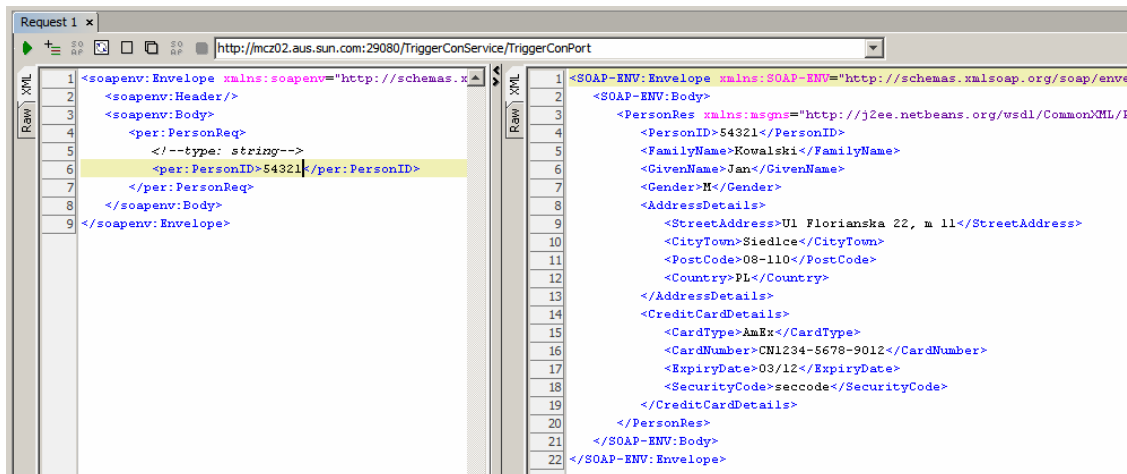 Request 1 ×
http://mcz02.aus.sun.com:29080/TriggerConService/TriggerConPort
XML
Raw
1 <soapenv:Envelope xmlns:soapenv="http://schemas.x
2 <soapenv:Header/>
3 <soapenv:Body>
4 <per:PersonReq>
5 <!--type: string-->
6 <per:PersonID>54321</per:PersonID>
7 </per:PersonReq>
8 </soapenv:Body>
9 </soapenv:Envelope>
XML
Raw
1 <SOAP-ENV:Envelope xmlns:SOAP-ENV="http://schemas.xmlsoap.org/soap/enve
2 <SOAP-ENV:Body>
3 <PersonRes xmlns:msgns="http://j2ee.netbeans.org/wsdl/CommonXML/P
4 <PersonID>54321</PersonID>
5 <FamilyName>Kowalski</FamilyName>
6 <GivenName>Jan</GivenName>
7 <Gender>M</Gender>
8 <AddressDetails>
9 <StreetAddress>Ul Florianska 22, m 11</StreetAddress>
10 <CityTown>Siedlce</CityTown>
11 <PostCode>08-110</PostCode>
12 <Country>PL</Country>
13 </AddressDetails>
14 <CreditCardDetails>
15 <CardType>AmEx</CardType>
16 <CardNumber>CN1234-5678-9012</CardNumber>
17 <ExpiryDate>03/12</ExpiryDate>
18 <SecurityCode>seccode</SecurityCode>
19 </CreditCardDetails>
20 </PersonRes>
21 </SOAP-ENV:Body>
22 </SOAP-ENV:Envelope>